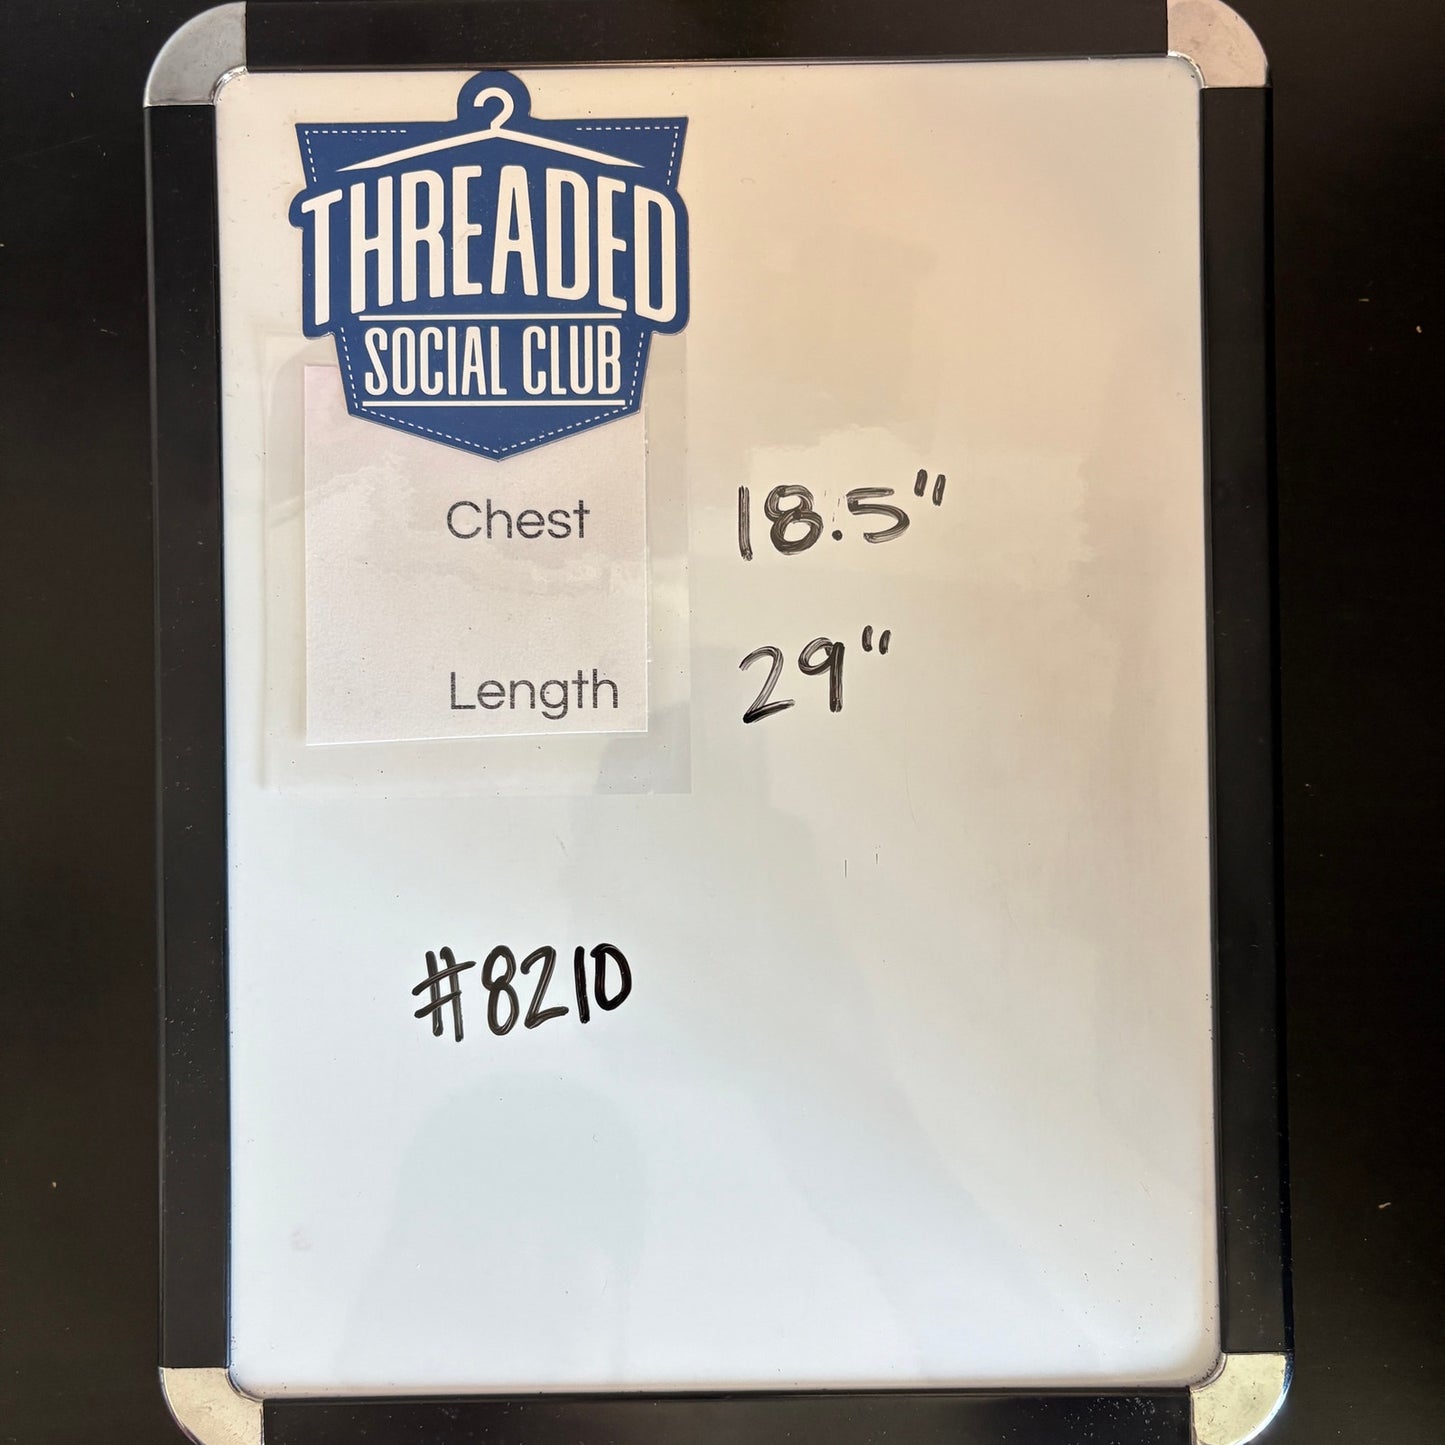 THREADED
SOCIAL CLUB
Chest 18.5"
Length 29"
#8210